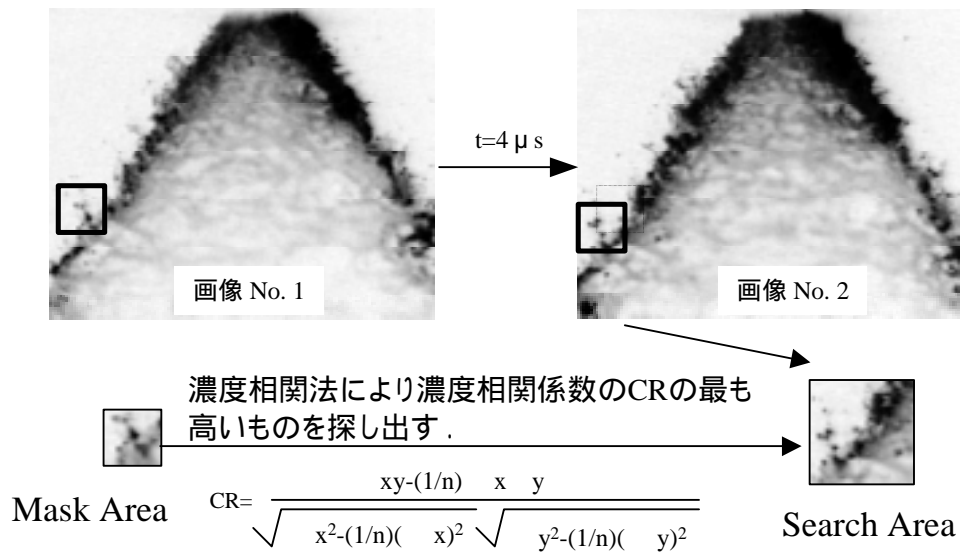 t=4 μ s
画像 No. 1
画像 No. 2
濃度相関法により濃度相関係数のCRの最も
高いものを探し出す．
Mask Area
CR=
xy-(1/n) x y
√ x²-(1/n)( x)² √ y²-(1/n)( y)²
Search Area